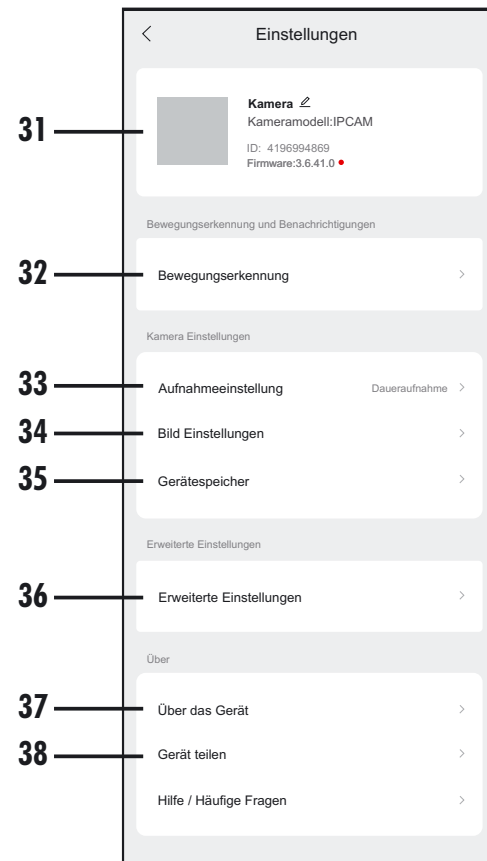 Einstellungen
31
Kamera
Kameramodell:IPCAM
ID: 4196994869
Firmware:3.6.41.0
Bewegungserkennung und Benachrichtigungen
32
Bewegungserkennung
Kamera Einstellungen
33
Aufnahmeeinstellung Daueraufnahme
34
Bild Einstellungen
35
Gerätespeicher
Erweiterte Einstellungen
36
Erweiterte Einstellungen
Über
37
Über das Gerät
38
Gerät teilen
Hilfe / Häufige Fragen